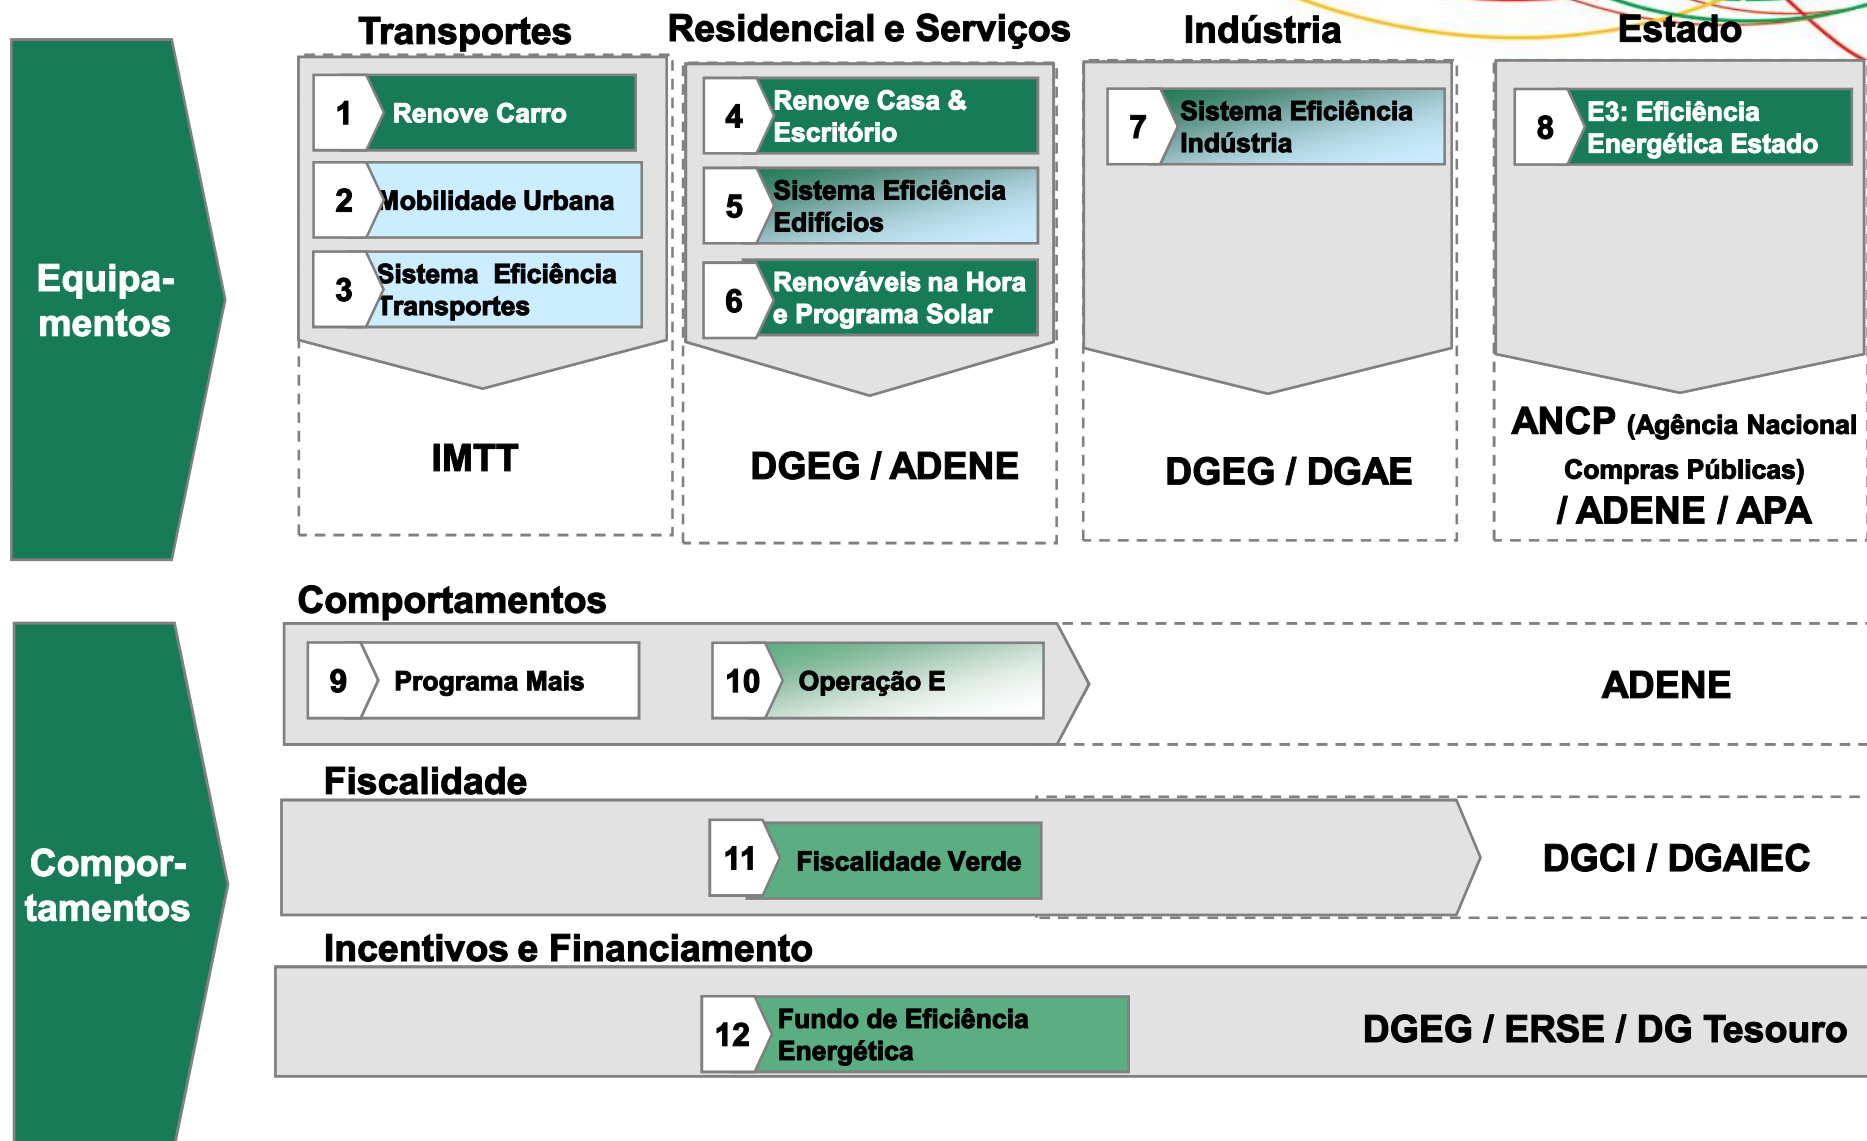 Transportes
Residencial e Serviços
Indústria
Estado
Equipa-
mentos
1
Renove Carro
2
Mobilidade Urbana
3
Sistema Eficiência
Transportes
IMTT
4
Renove Casa &
Escritório
5
Sistema Eficiência
Edifícios
6
Renováveis na Hora
e Programa Solar
DGEG / ADENE
7
Sistema Eficiência
Indústria
DGEG / DGAE
8
E3: Eficiência
Energética Estado
ANCP (Agência Nacional
Compras Públicas)
/ ADENE / APA
Compor-
tamentos
Comportamentos
9
Programa Mais
10
Operação E
ADENE
Fiscalidade
11
Fiscalidade Verde
DGCI / DGAIEC
Incentivos e Financiamento
12
Fundo de Eficiência
Energética
DGEG / ERSE / DG Tesouro